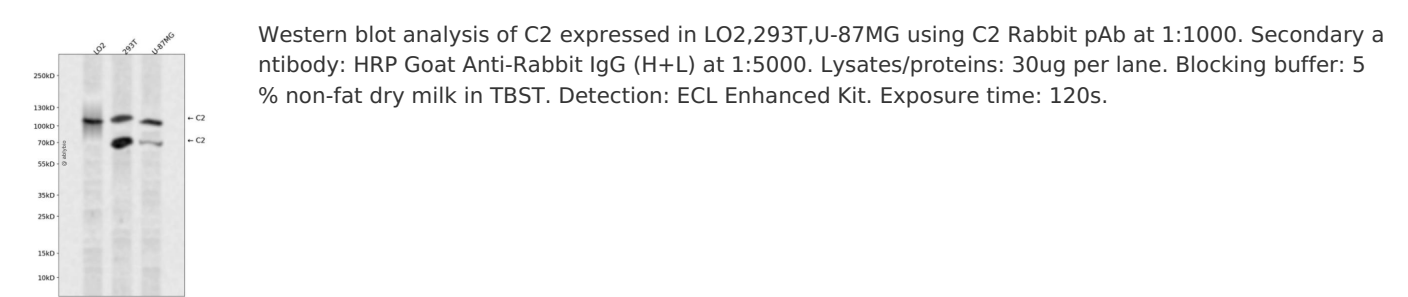 LO2 293T U-87MG
Western blot analysis of C2 expressed in LO2,293T,U-87MG using C2 Rabbit pAb at 1:1000. Secondary a
ntibody: HRP Goat Anti-Rabbit IgG (H+L) at 1:5000. Lysates/proteins: 30ug per lane. Blocking buffer: 5
% non-fat dry milk in TBST. Detection: ECL Enhanced Kit. Exposure time: 120s.
250kD
130kD
← C2
100kD
70kD
← C2
55kD
35kD
25kD
15kD
10kD